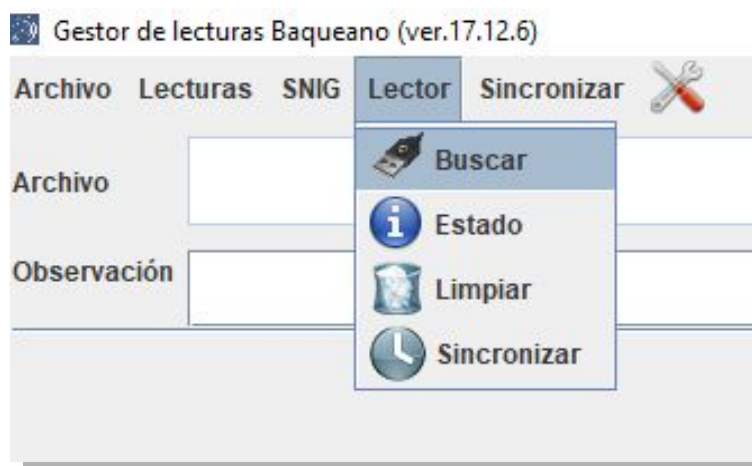 Gestor de lecturas Baqueano (ver.17.12.6)
Archivo Lecturas SNIG Lector Sincronizar
Archivo
Buscar
Estado
Observación
Limpiar
Sincronizar